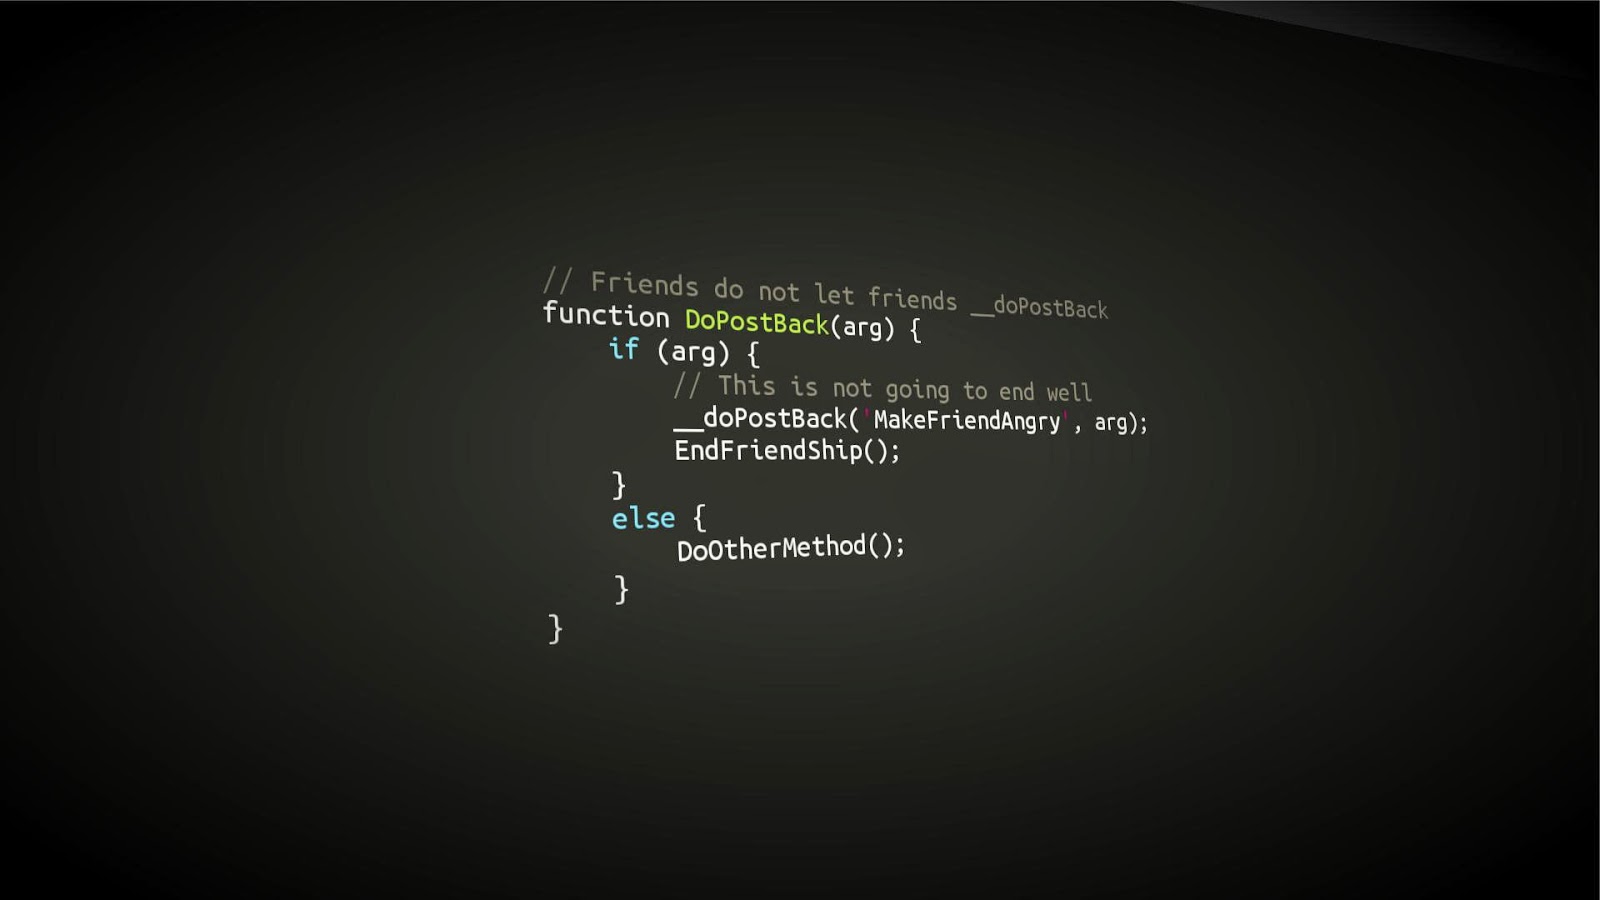 // Friends do not let friends __doPostBack
function DoPostBack(arg) {
if (arg) {
// This is not going to end well
__doPostBack('MakeFriendAngry', arg);
EndFriendShip();
}
else {
DoOtherMethod();
}
}